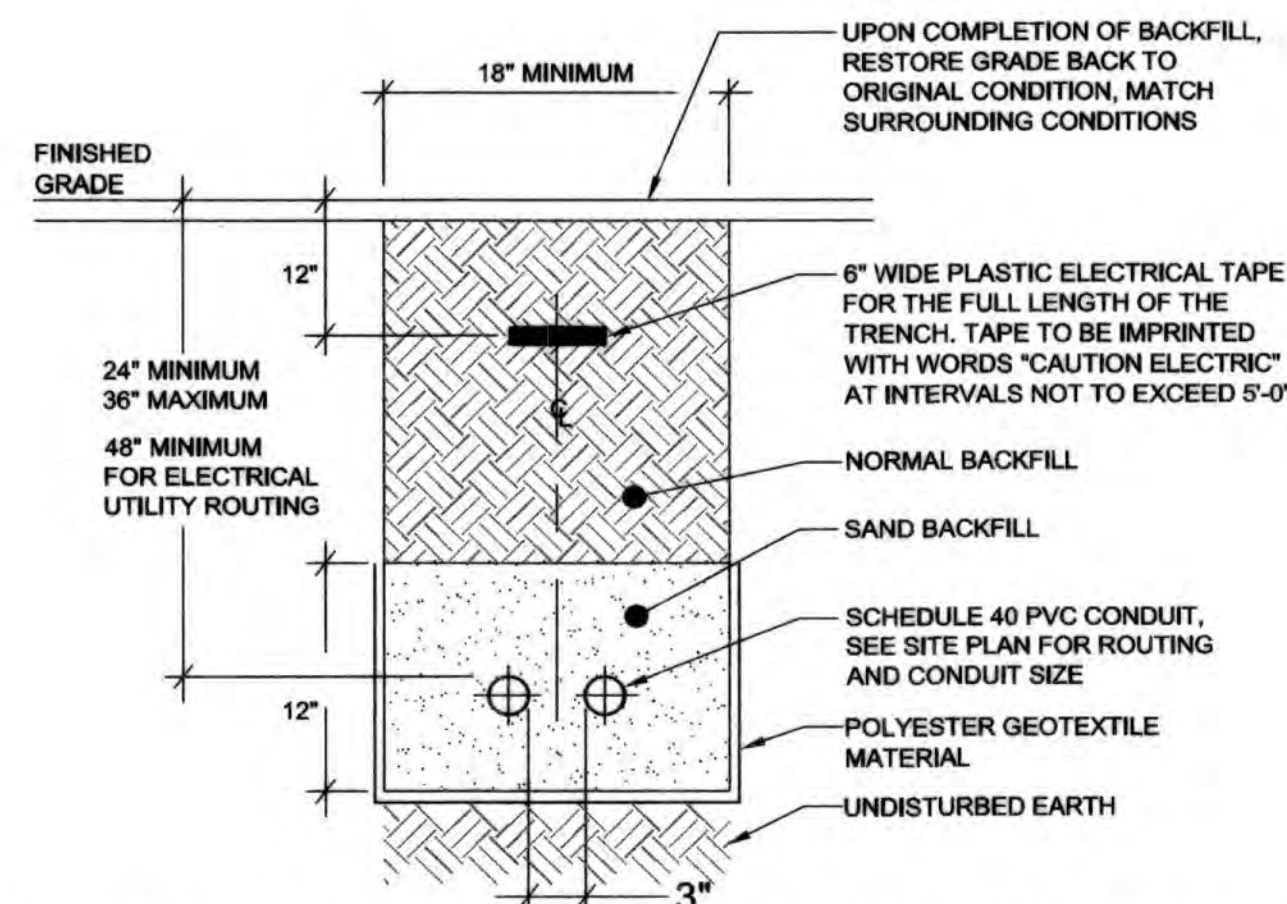 UPON COMPLETION OF BACKFILL,
RESTORE GRADE BACK TO
ORIGINAL CONDITION, MATCH
SURROUNDING CONDITIONS
18" MINIMUM
FINISHED
GRADE
12"
6" WIDE PLASTIC ELECTRICAL TAPE
FOR THE FULL LENGTH OF THE
TRENCH. TAPE TO BE IMPRINTED
WITH WORDS "CAUTION ELECTRIC"
AT INTERVALS NOT TO EXCEED 5'-0"
24" MINIMUM
36" MAXIMUM
48" MINIMUM
FOR ELECTRICAL
UTILITY ROUTING
CL
NORMAL BACKFILL
SAND BACKFILL
SCHEDULE 40 PVC CONDUIT,
SEE SITE PLAN FOR ROUTING
AND CONDUIT SIZE
12"
POLYESTER GEOTEXTILE
MATERIAL
UNDISTURBED EARTH
3"